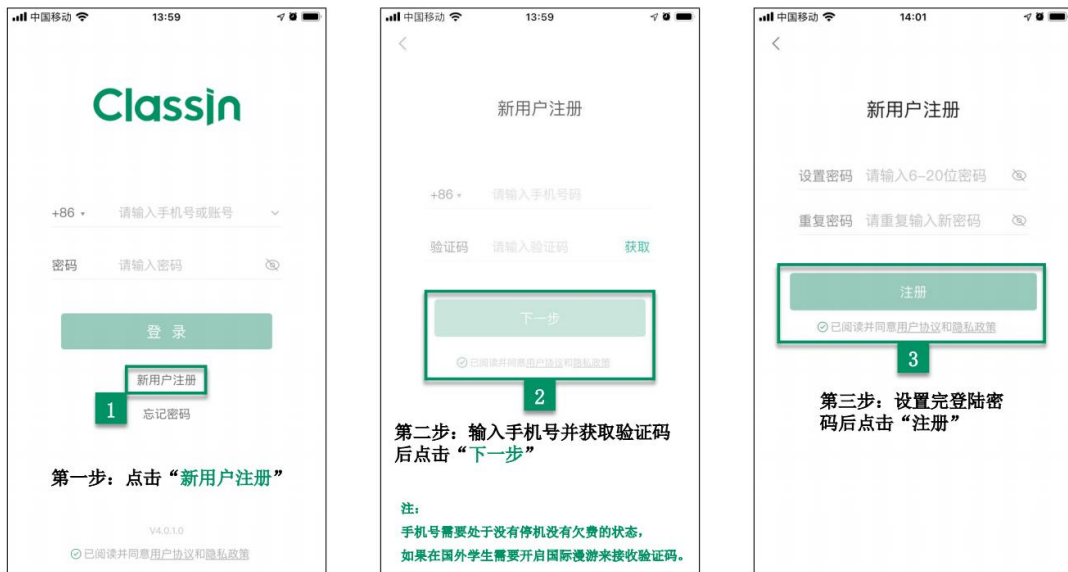 中国移动 13:59
Classin
+86 请输入手机号或账号
密码 请输入密码
登 录
新用户注册
1
忘记密码
第一步：点击“新用户注册”
V4.0.1.0
已阅读并同意用户协议和隐私政策
中国移动 13:59
新用户注册
+86 请输入手机号码
验证码 请输入验证码 获取
下一步
已阅读并同意用户协议和隐私政策
2
第二步：输入手机号并获取验证码
后点击“下一步”
注：
手机号需要处于没有停机没有欠费的状态，
如果在国外学生需要开启国际漫游来接收验证码。
中国移动 14:01
新用户注册
设置密码 请输入6-20位密码
重复密码 请重复输入新密码
注册
已阅读并同意用户协议和隐私政策
3
第三步：设置完登陆密
码后点击“注册”